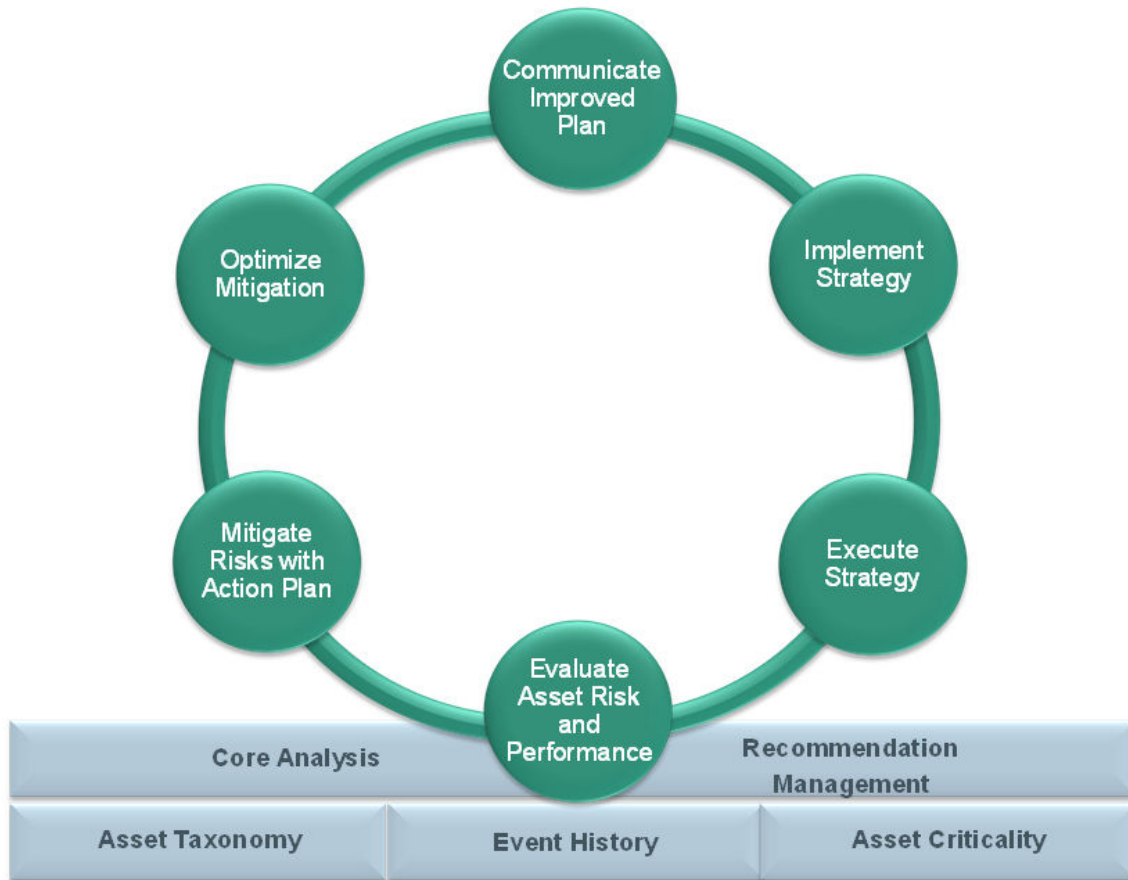 Communicate
Improved
Plan
Optimize
Mitigation
Implement
Strategy
Mitigate
Risks with
Action Plan
Execute
Strategy
Evaluate
Asset Risk
and
Performance
Core Analysis
Recommendation
Management
Asset Taxonomy
Event History
Asset Criticality